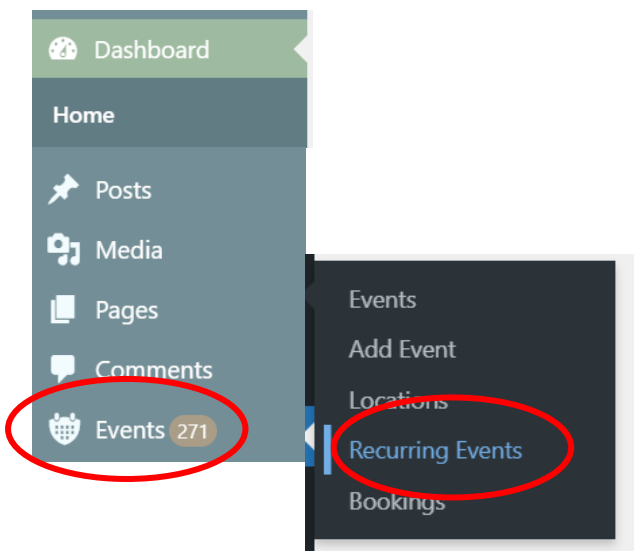 Dashboard
Home
Posts
Media
Pages
Comments
Events 271
Events
Add Event
Locations
Recurring Events
Bookings